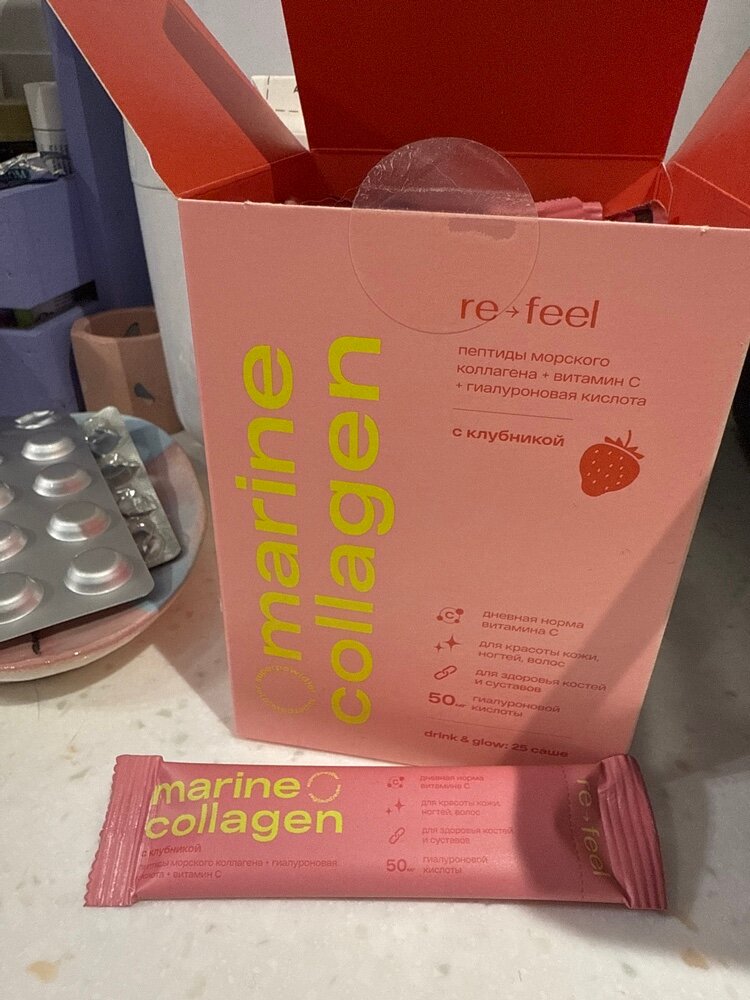 re→feel
пептиды морского
коллагена + витамин С
+ гиалуроновая кислота
с клубникой
marine
collagen
C
дневная норма
витамина С
для красоты кожи,
ногтей, волос
для здоровья костей
и суставов
50мг гиалуроновой
кислоты
drink & glow: 25 саше
marine
collagen
с клубникой
пептиды морского коллагена + гиалуроновая
кислота + витамин С
C
дневная норма
витамина С
для красоты кожи,
ногтей, волос
для здоровья костей
и суставов
50мг гиалуроновой
кислоты
re→feel